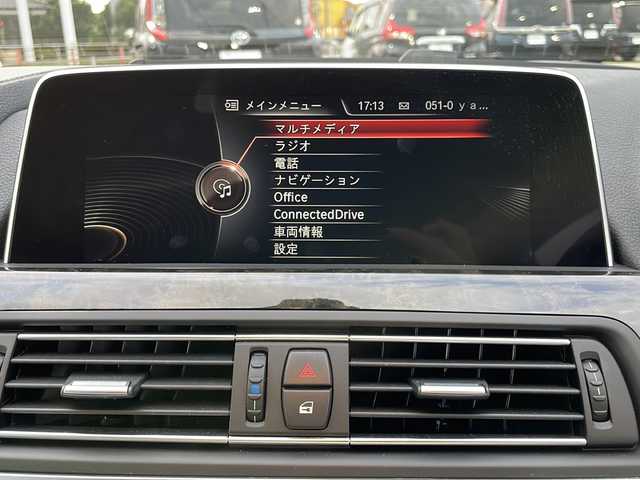 メインメニュー 17:13 051-0 ya...
マルチメディア
ラジオ
電話
ナビゲーション
Office
ConnectedDrive
車両情報
設定